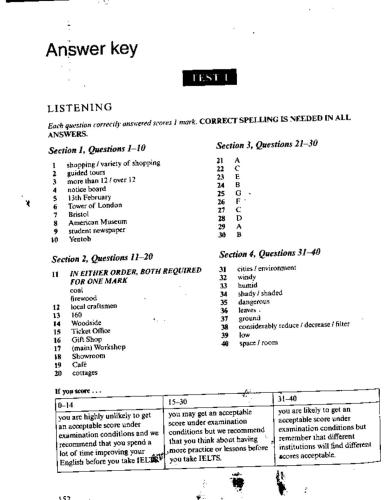 Answer key
TEST 1
LISTENING
Each question correctly answered scores 1 mark. CORRECT SPELLING IS NEEDED IN ALL
ANSWERS.
Section 1, Questions 1–10
1 shopping / variety of shopping
2 guided tours
3 more than 12 / over 12
4 notice board
5 13th February
6 Tower of London
7 Bristol
8 American Museum
9 student newspaper
10 Yentob
Section 2, Questions 11–20
11 IN EITHER ORDER, BOTH REQUIRED
FOR ONE MARK
coal
firewood
12 local craftsmen
13 160
14 Woodside
15 Ticket Office
16 Gift Shop
17 (main) Workshop
18 Showroom
19 Café
20 cottages
Section 3, Questions 21–30
21 A
22 C
23 E
24 B
25 G
26 F
27 C
28 D
29 A
30 B
Section 4, Questions 31–40
31 cities / environment
32 windy
33 humid
34 shady / shaded
35 dangerous
36 leaves
37 ground
38 considerably reduce / decrease / filter
39 low
40 space / room
If you score . . .
0–14
you are highly unlikely to get
an acceptable score under
examination conditions and we
recommend that you spend a
lot of time improving your
English before you take IELTS.
15–30
you may get an acceptable
score under examination
conditions but we recommend
that you think about having
more practice or lessons before
you take IELTS.
31–40
you are likely to get an
acceptable score under
examination conditions but
remember that different
institutions will find different
scores acceptable.
152